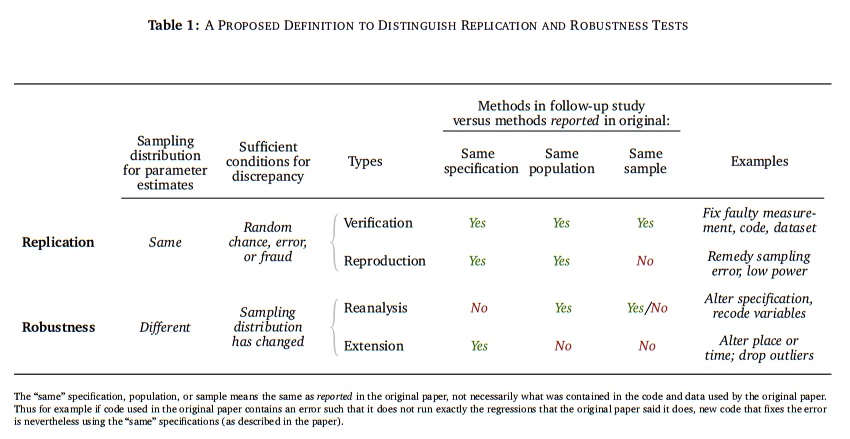 Table 1: A Proposed Definition to Distinguish Replication and Robustness Tests
Methods in follow-up study
versus methods reported in original:
Sampling
distribution
for parameter
estimates
Sufficient
conditions for
discrepancy
Types
Same
specification
Same
population
Same
sample
Examples
Replication
Same
Random
chance, error,
or fraud
Verification
Yes
Yes
Yes
Fix faulty measure-
ment, code, dataset
Reproduction
Yes
Yes
No
Remedy sampling
error, low power
Robustness
Different
Sampling
distribution
has changed
Reanalysis
No
Yes
Yes/No
Alter specification,
recode variables
Extension
Yes
No
No
Alter place or
time; drop outliers
The “same” specification, population, or sample means the same as reported in the original paper, not necessarily what was contained in the code and data used by the original paper.
Thus for example if code used in the original paper contains an error such that it does not run exactly the regressions that the original paper said it does, new code that fixes the error
is nevertheless using the “same” specifications (as described in the paper).